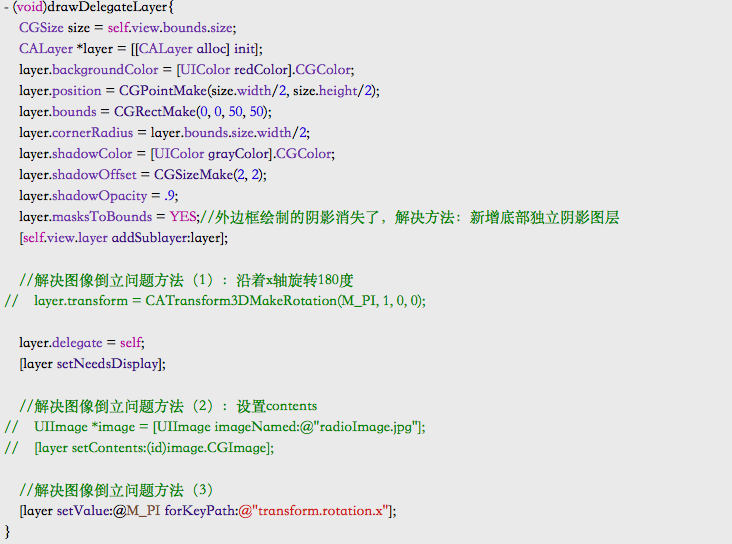 - (void)drawDelegateLayer{
CGSize size = self.view.bounds.size;
CALayer *layer = [[CALayer alloc] init];
layer.backgroundColor = [UIColor redColor].CGColor;
layer.position = CGPointMake(size.width/2, size.height/2);
layer.bounds = CGRectMake(0, 0, 50, 50);
layer.cornerRadius = layer.bounds.size.width/2;
layer.shadowColor = [UIColor grayColor].CGColor;
layer.shadowOffset = CGSizeMake(2, 2);
layer.shadowOpacity = .9;
layer.masksToBounds = YES;//外边框绘制的阴影消失了，解决方法：新增底部独立阴影图层
[self.view.layer addSublayer:layer];
//解决图像倒立问题方法（1）：沿着x轴旋转180度
// layer.transform = CATransform3DMakeRotation(M_PI, 1, 0, 0);
layer.delegate = self;
[layer setNeedsDisplay];
//解决图像倒立问题方法（2）：设置contents
// UIImage *image = [UIImage imageNamed:@"radioImage.jpg"];
// [layer setContents:(id)image.CGImage];
//解决图像倒立问题方法（3）
[layer setValue:@M_PI forKeyPath:@"transform.rotation.x"];
}